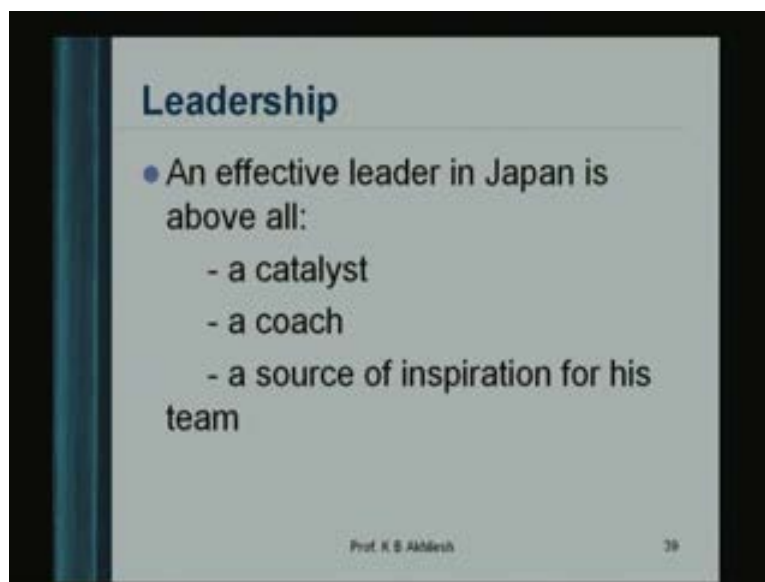 Leadership
An effective leader in Japan is
above all:
- a catalyst
- a coach
- a source of inspiration for his
team
Prof. K B Akhilesh
39